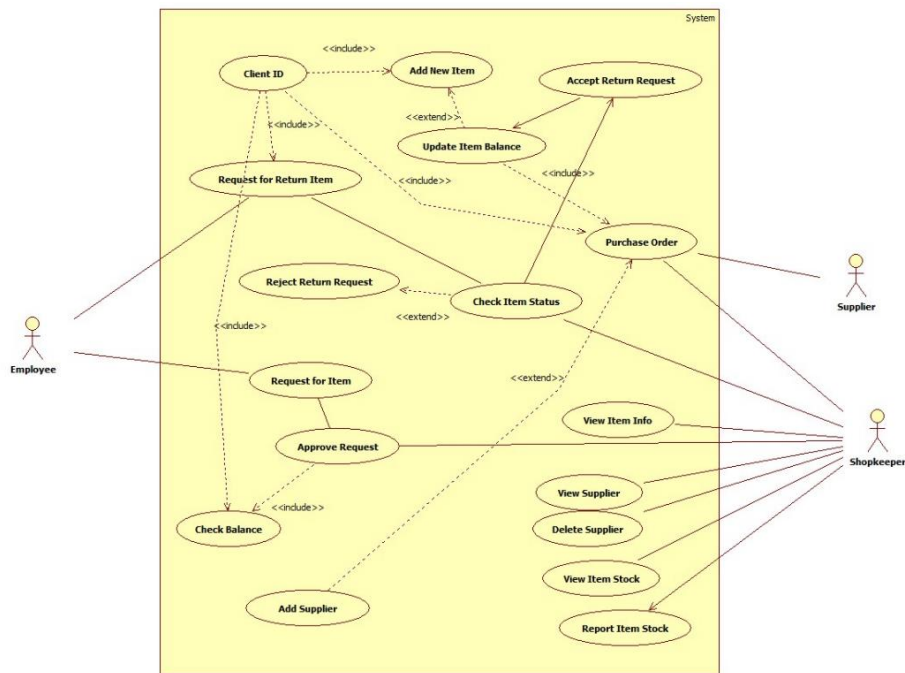 System
<<include>>
Client ID
Add New Item
Accept Return Request
<<extend>>
<<include>>
Update Item Balance
<<include>>
<<include>>
Request for Return Item
Purchase Order
Reject Return Request
Check Item Status
<<extend>>
Supplier
<<include>>
Employee
Request for Item
<<extend>>
View Item Info
Approve Request
Shopkeeper
View Supplier
<<include>>
Check Balance
Delete Supplier
View Item Stock
Add Supplier
Report Item Stock